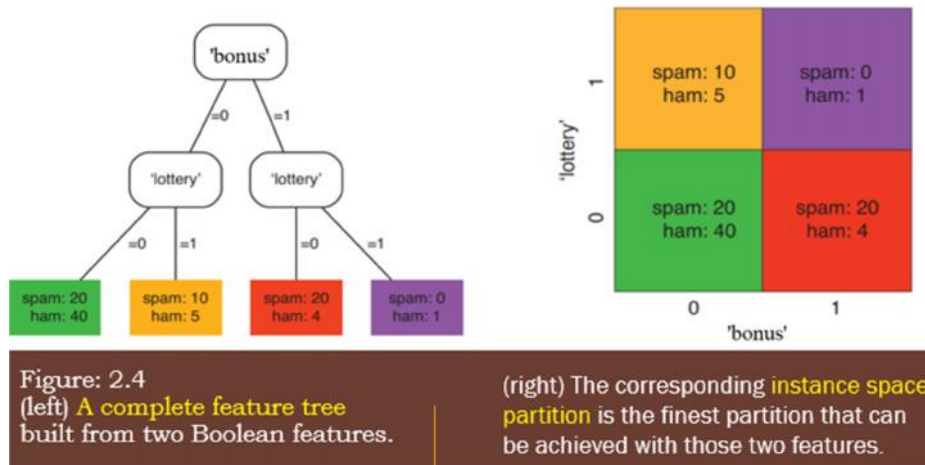 'bonus'
=0
=1
'lottery'
'lottery'
=0
=1
=0
=1
spam: 20
ham: 40
spam: 10
ham: 5
spam: 20
ham: 4
spam: 0
ham: 1
'lottery'
1
0
spam: 10
ham: 5
spam: 0
ham: 1
spam: 20
ham: 40
spam: 20
ham: 4
0
1
'bonus'
Figure: 2.4
(left) A complete feature tree
built from two Boolean features.
(right) The corresponding instance space
partition is the finest partition that can
be achieved with those two features.